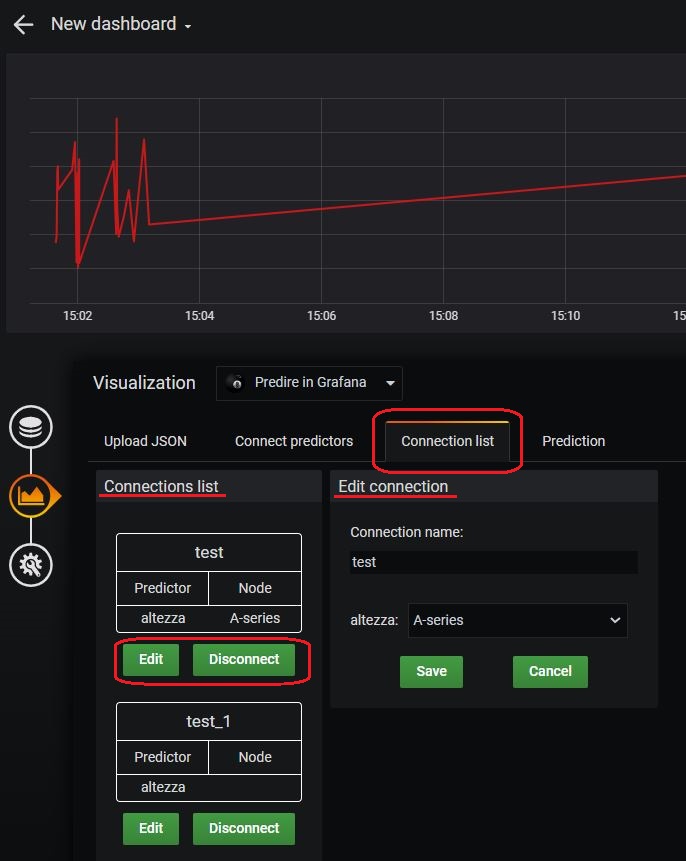 New dashboard
15:02 15:04 15:06 15:08 15:10 15
Visualization Predire in Grafana
Upload JSON Connect predictors Connection list Prediction
Connections list
test
Predictor Node
altezza A-series
Edit Disconnect
test_1
Predictor Node
altezza
Edit Disconnect
Edit connection
Connection name:
test
altezza: A-series
Save Cancel